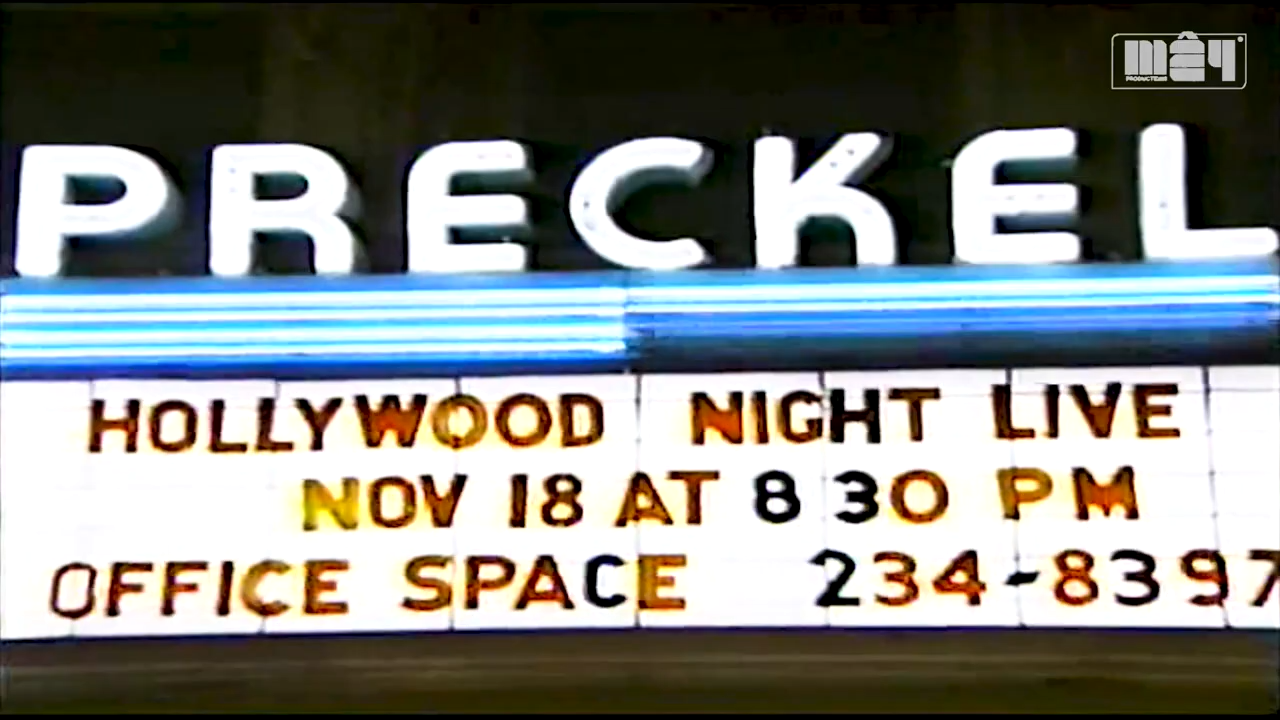 PRECKEL
HOLLYWOOD NIGHT LIVE
NOV 18 AT 8 30 PM
OFFICE SPACE 234-8397